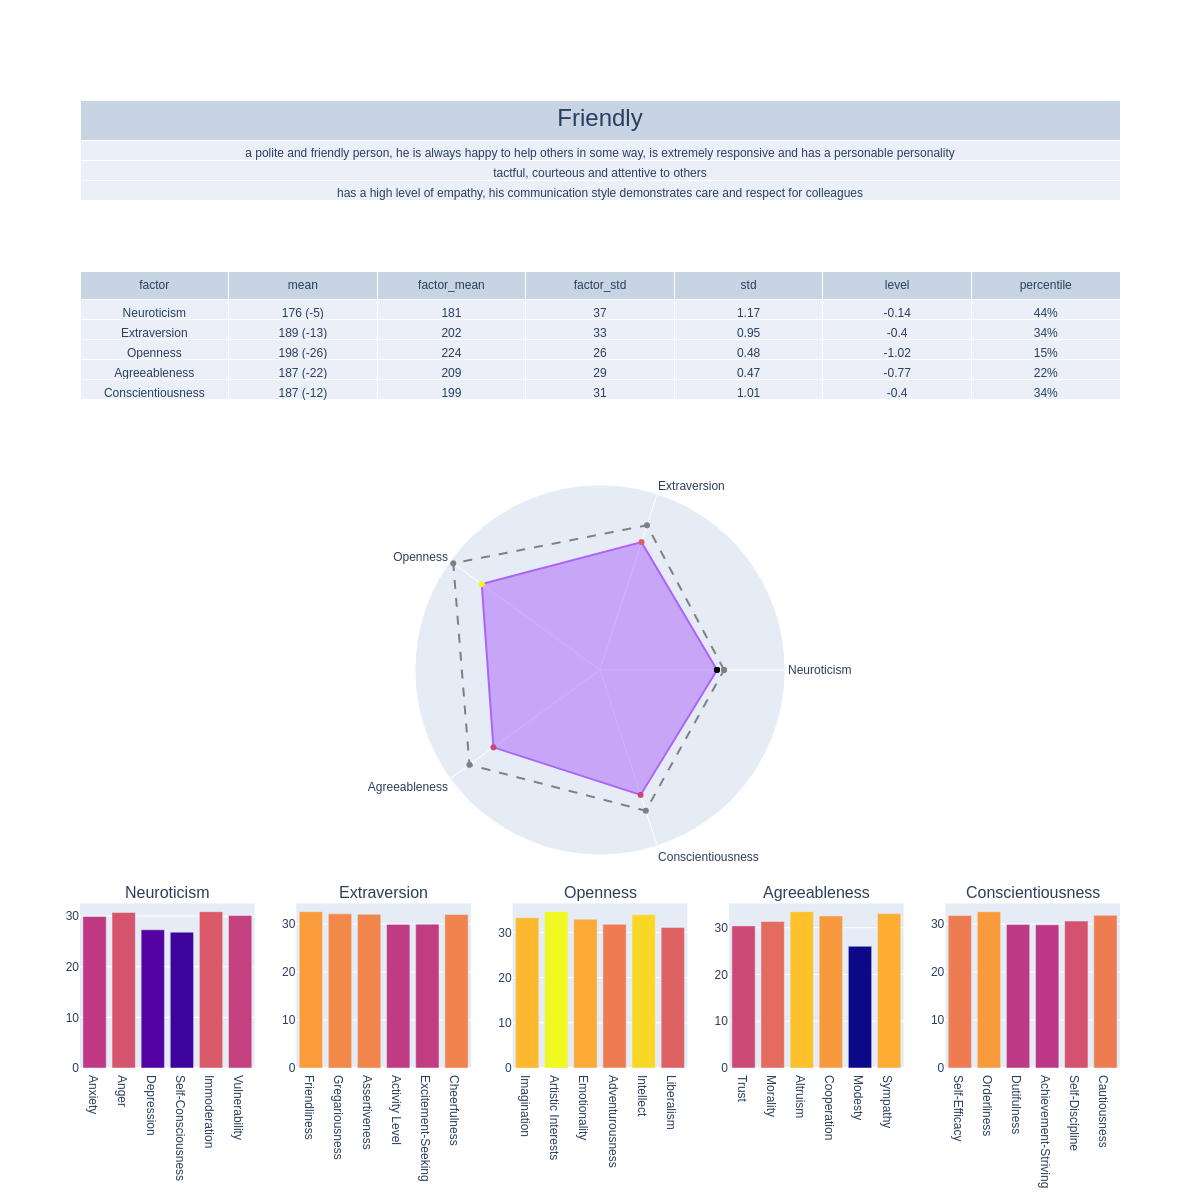 Friendly
a polite and friendly person, he is always happy to help others in some way, is extremely responsive and has a personable personality
tactful, courteous and attentive to others
has a high level of empathy, his communication style demonstrates care and respect for colleagues
factor mean factor_mean factor_std std level percentile
Neuroticism 176 (-5) 181 37 1.17 -0.14 44%
Extraversion 189 (-13) 202 33 0.95 -0.4 34%
Openness 198 (-26) 224 26 0.48 -1.02 15%
Agreeableness 187 (-22) 209 29 0.47 -0.77 22%
Conscientiousness 187 (-12) 199 31 1.01 -0.4 34%
Extraversion
Openness
Neuroticism
Agreeableness
Conscientiousness
Neuroticism
30
20
10
0
Anxiety
Anger
Depression
Self-Consciousness
Immoderation
Vulnerability
Extraversion
30
20
10
0
Friendliness
Gregariousness
Assertiveness
Activity Level
Excitement-Seeking
Cheerfulness
Openness
30
20
10
0
Imagination
Artistic Interests
Emotionality
Adventurousness
Intellect
Liberalism
Agreeableness
30
20
10
0
Trust
Morality
Altruism
Cooperation
Modesty
Sympathy
Conscientiousness
30
20
10
0
Self-Efficacy
Orderliness
Dutifulness
Achievement-Striving
Self-Discipline
Cautiousness